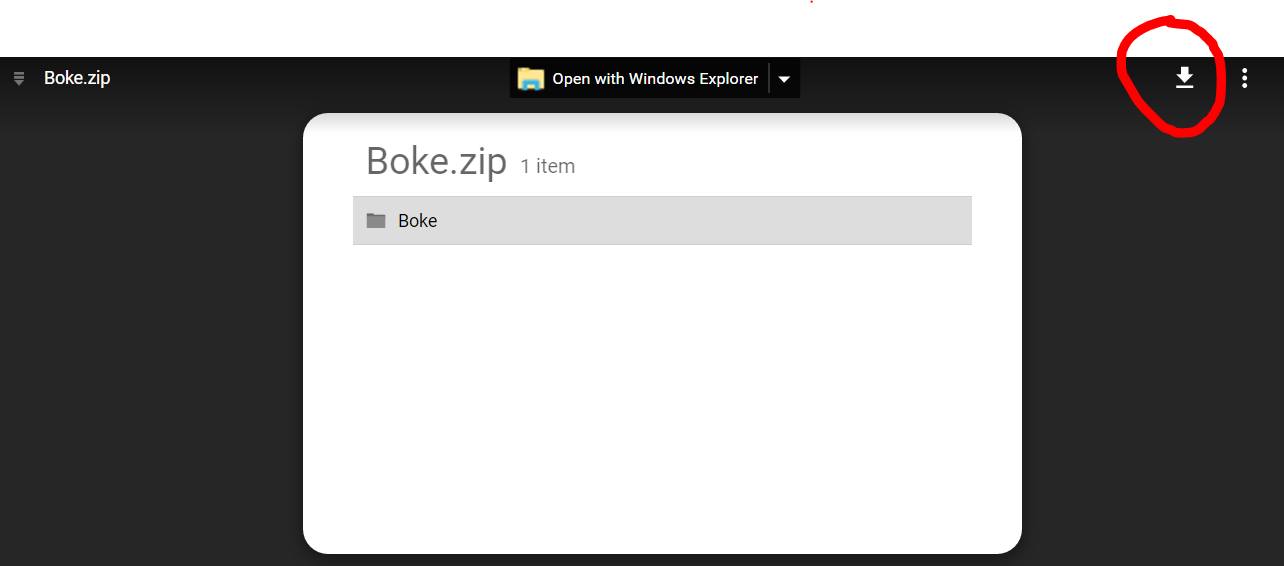 Boke.zip
Open with Windows Explorer
Boke.zip 1 item
Boke